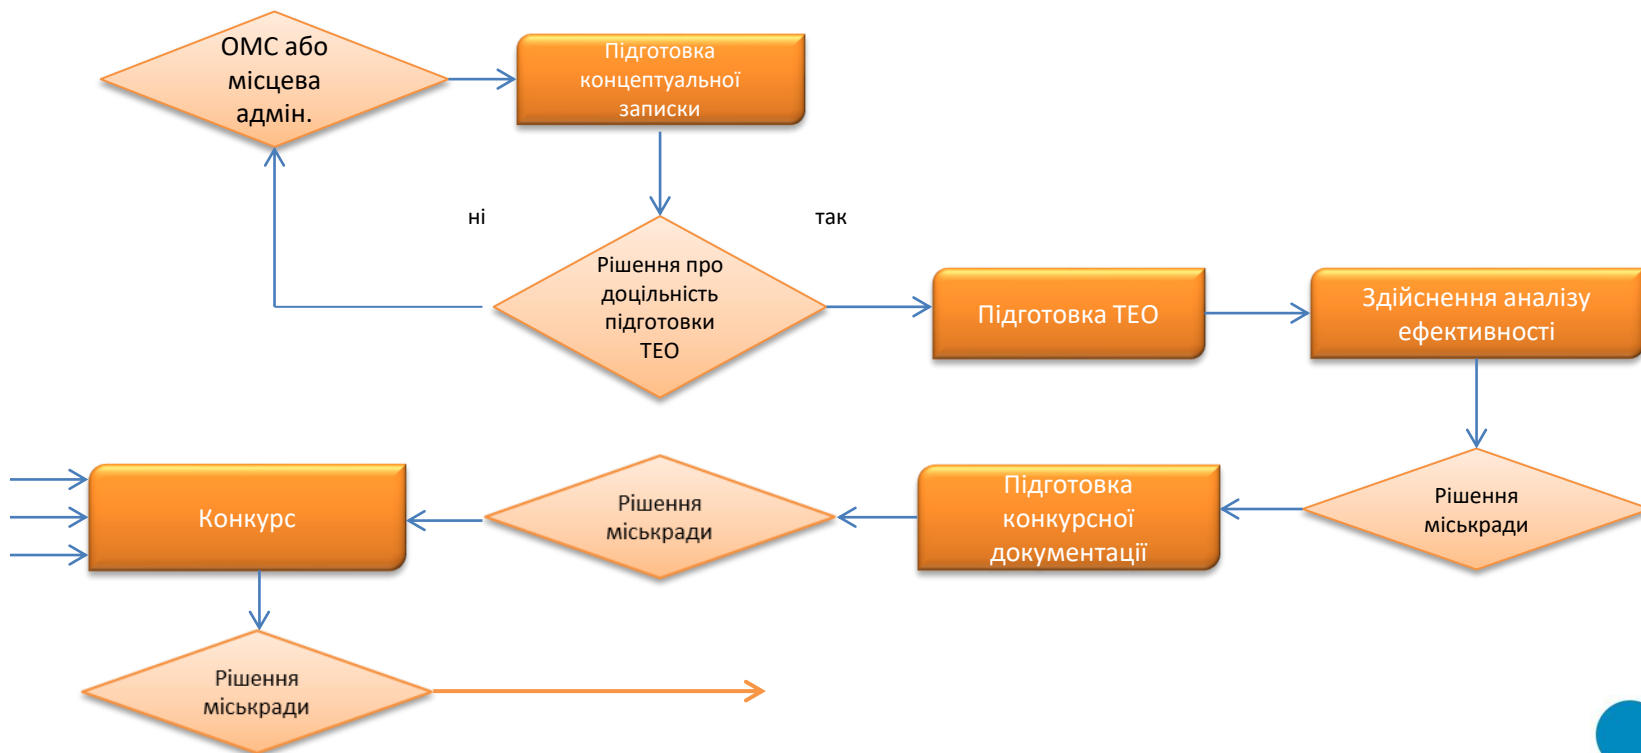 ОМС або
місцева
адмін.
Підготовка
концептуальної
записки
ні
так
Рішення про
доцільність
підготовки
ТЕО
Підготовка ТЕО
Здійснення аналізу
ефективності
Рішення
міськради
Підготовка
конкурсної
документації
Рішення
міськради
Конкурс
Рішення
міськради